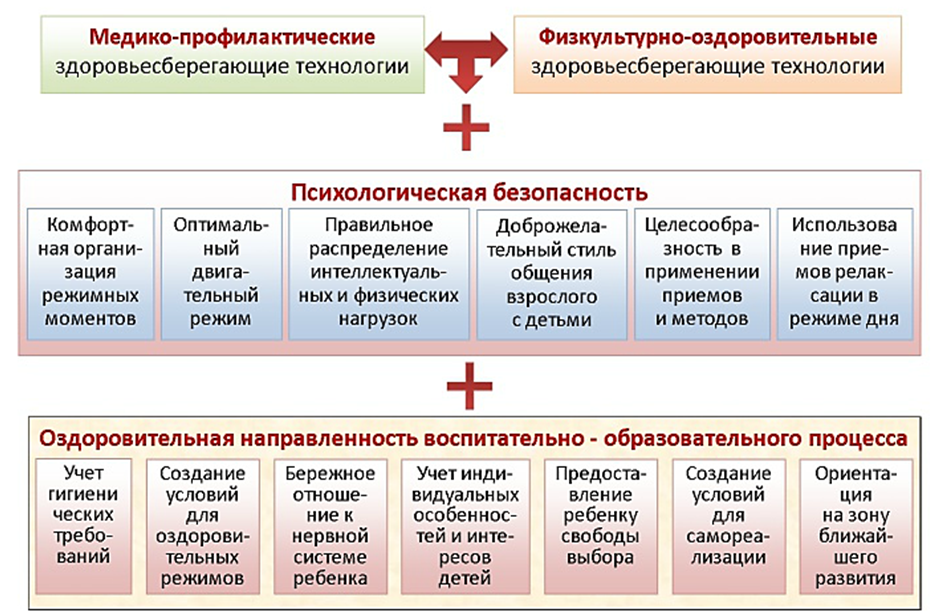 Медико-профилактические
здоровьесберегающие технологии
Физкультурно-оздоровительные
здоровьесберегающие технологии
Психологическая безопасность
Комфорт-
ная органи-
зация
режимных
моментов
Оптималь-
ный
двига-
тельный
режим
Правильное
распределение
интеллектуаль-
ных и физических
нагрузок
Доброжела-
тельный стиль
общения
взрослого
с детьми
Целесообра-
зность в
применении
приемов
и методов
Использова
ние прие-
мов релак-
сации в
режиме дня
Оздоровительная направленность воспитательно - образовательного процесса
Учет
гигиени
ческих
требо-
ваний
Создание
условий для
оздорови-
тельных
режимов
Бережное
отноше-
ние к
нервной
системе
ребенка
Учет инди-
видуальных
особеннос-
тей и инте-
ресов
детей
Предоста-
вление
ребенку
свободы
выбора
Создание
условий
для
самореа-
лизации
Ориента-
ция
на зону
ближай-
шего
развития